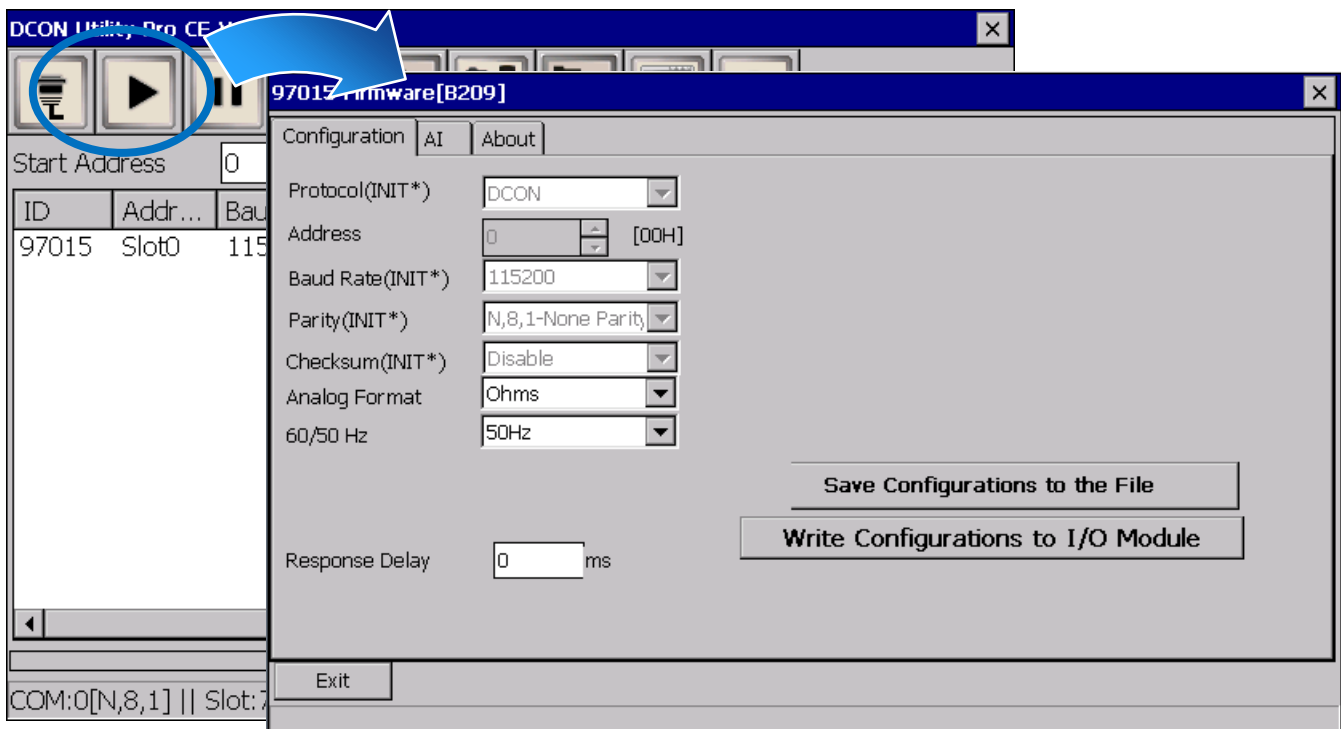 DCON Utility Pro CE
97015 Firmware[B209]
Start Address 0
ID Addr... Bau
97015 Slot0 115
Configuration AI About
Protocol(INIT*) DCON
Address 0 [00H]
Baud Rate(INIT*) 115200
Parity(INIT*) N,8,1-None Parity
Checksum(INIT*) Disable
Analog Format Ohms
60/50 Hz 50Hz
Save Configurations to the File
Write Configurations to I/O Module
Response Delay 0 ms
Exit
COM:0[N,8,1] || Slot:7